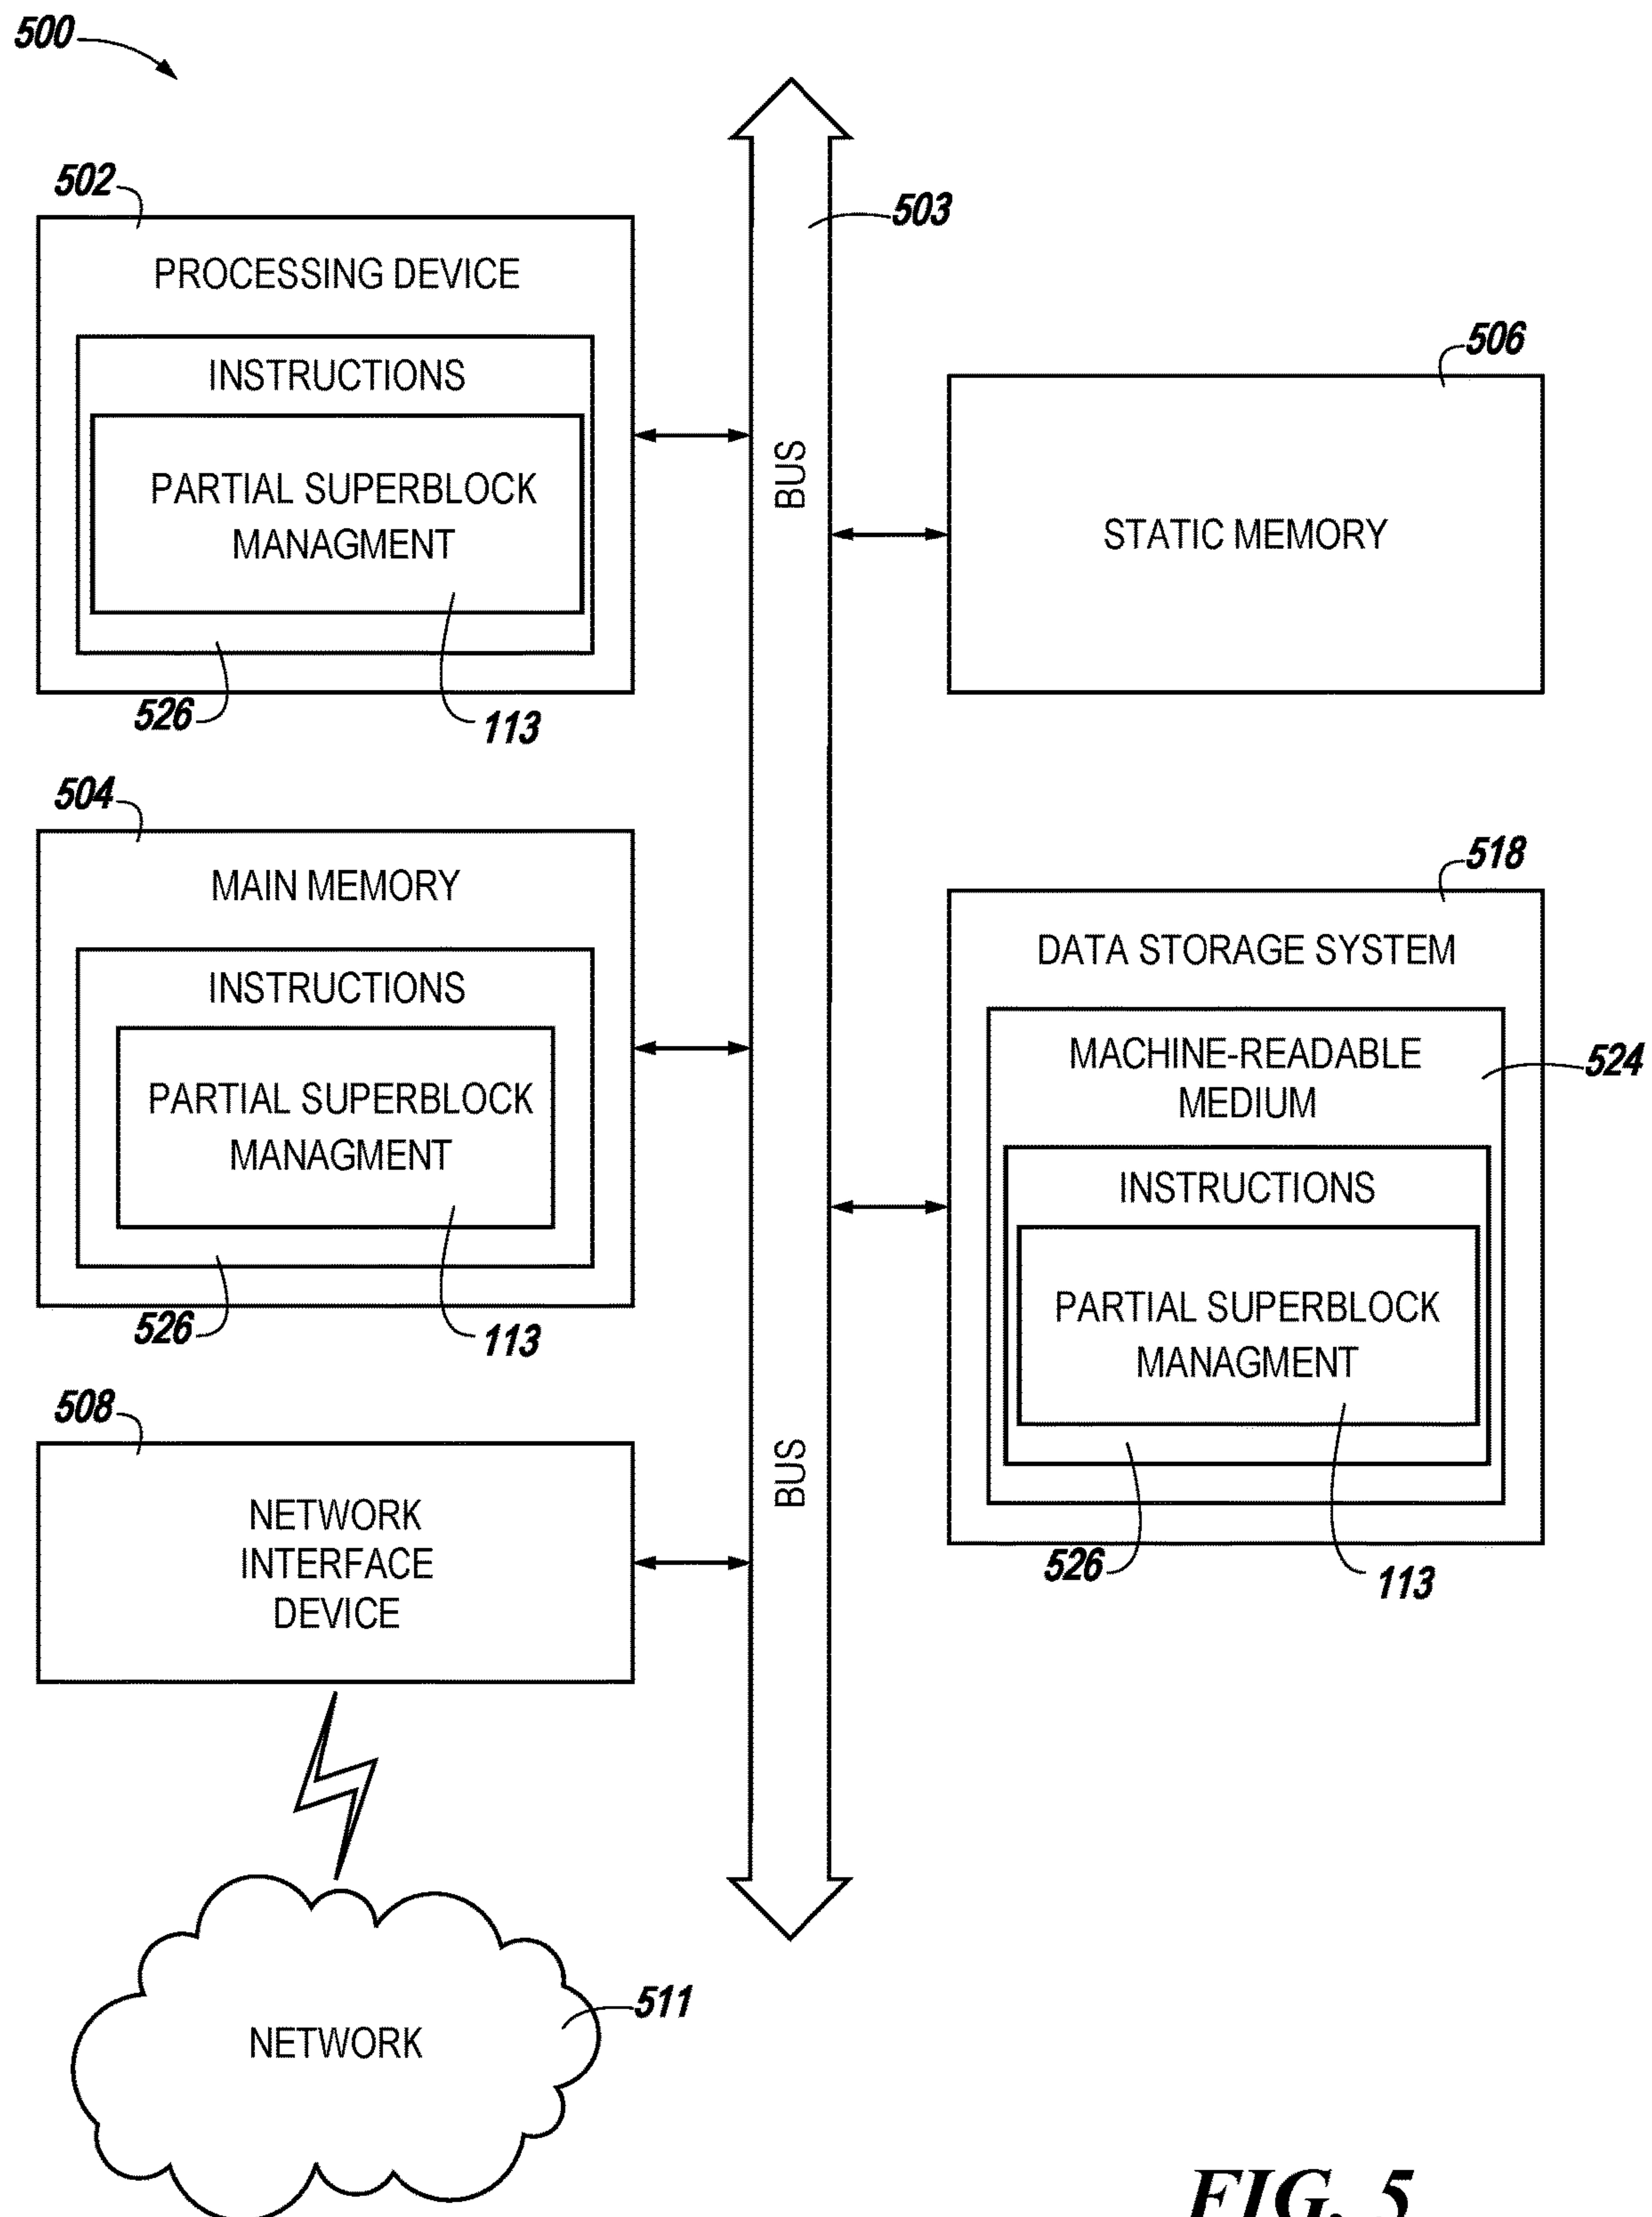 500
502
PROCESSING DEVICE
INSTRUCTIONS
PARTIAL SUPERBLOCK
MANAGMENT
526
113
504
MAIN MEMORY
INSTRUCTIONS
PARTIAL SUPERBLOCK
MANAGMENT
526
113
508
NETWORK
INTERFACE
DEVICE
NETWORK
511
503
BUS
BUS
506
STATIC MEMORY
518
DATA STORAGE SYSTEM
MACHINE-READABLE
MEDIUM
524
INSTRUCTIONS
PARTIAL SUPERBLOCK
MANAGMENT
526
113
FIG. 5